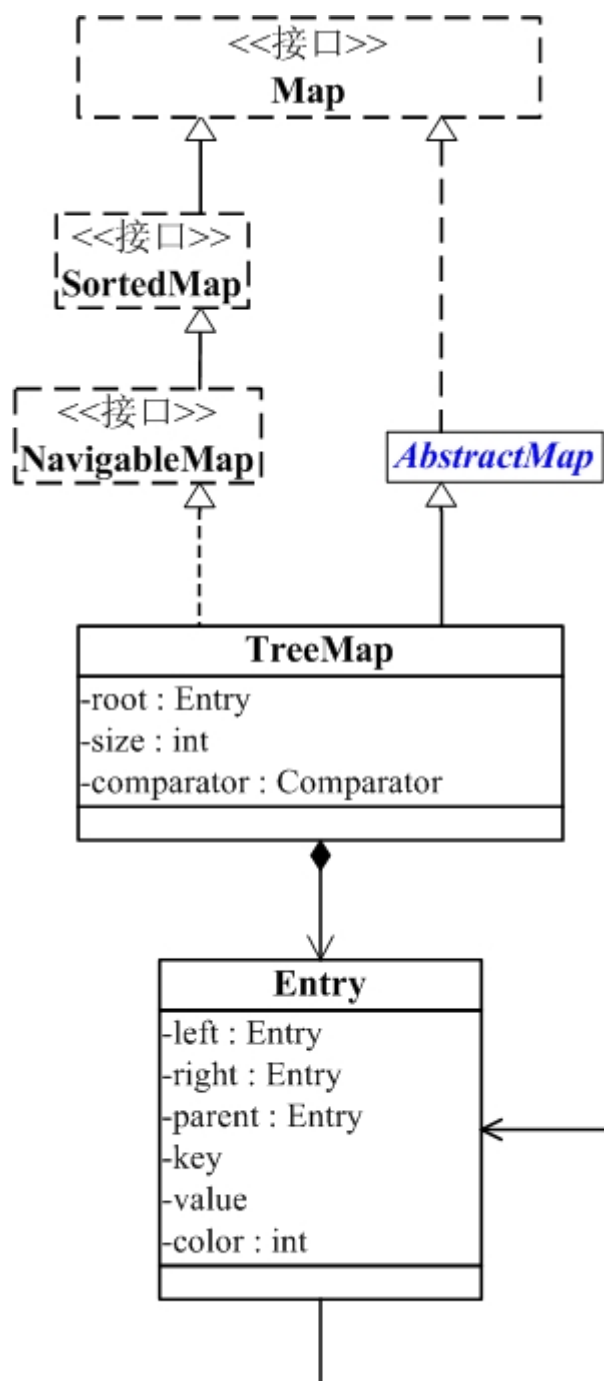 <<接口>>
Map
<<接口>>
SortedMap
<<接口>>
NavigableMap
AbstractMap
TreeMap
-root : Entry
-size : int
-comparator : Comparator
Entry
-left : Entry
-right : Entry
-parent : Entry
-key
-value
-color : int